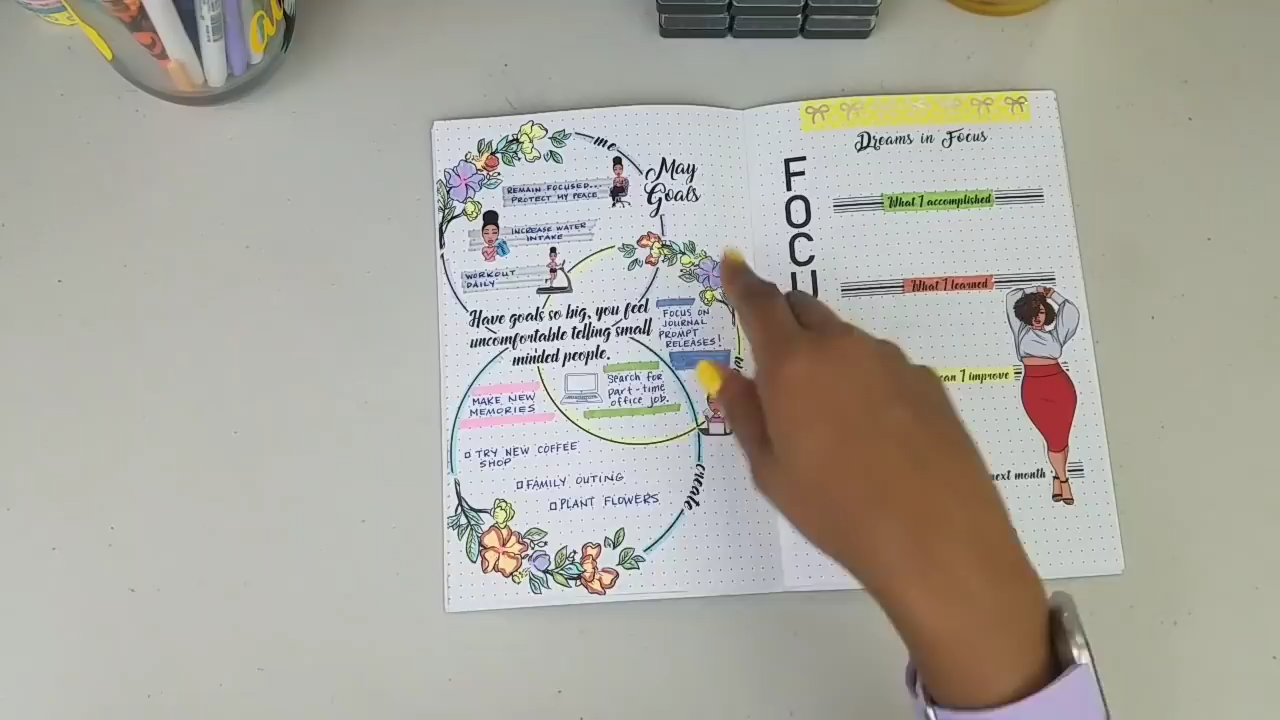 me
May
Goals
REMAIN FOCUSED...
PROTECT MY PEACE
INCREASE WATER
INTAKE
WORKOUT
DAILY
Have goals so big, you feel
uncomfortable telling small
minded people.
FOCUS ON
JOURNAL
PROMPT
RELEASES!
Search for
part-time
office job.
MAKE NEW
MEMORIES
TRY NEW COFFEE
SHOP
FAMILY OUTING
PLANT FLOWERS
create
Dreams in Focus
F
O
C
U
What I accomplished
What I learned
can I improve
next month